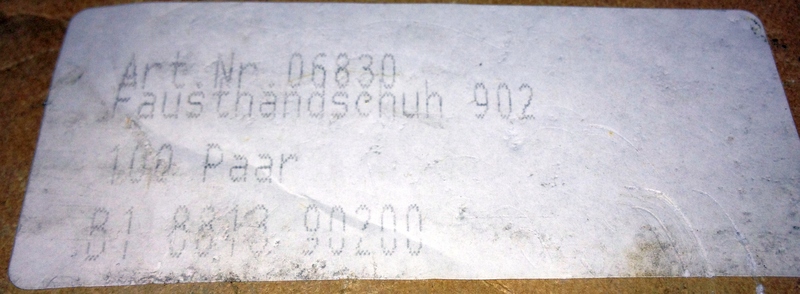 Art.Nr. 06830
Fausthandschuh 902
100 Paar
B1 8813 90200